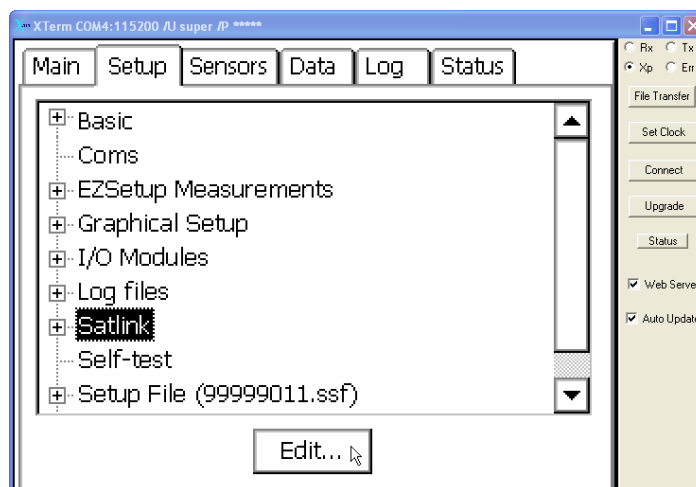 XTerm COM4:115200 /U super /P *****
Main Setup Sensors Data Log Status
Basic
Coms
EZSetup Measurements
Graphical Setup
I/O Modules
Log files
Satlink
Self-test
Setup File (99999011.ssf)
Edit...
Rx Tx
Xp Err
File Transfer
Set Clock
Connect
Upgrade
Status
Web Serve
Auto Updat